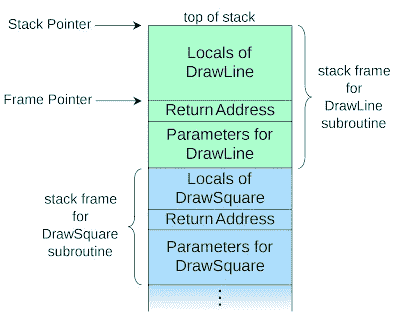 Stack Pointer
top of stack
Locals of
DrawLine
stack frame
for
DrawLine
subroutine
Frame Pointer
Return Address
Parameters for
DrawLine
stack frame
for
DrawSquare
subroutine
Locals of
DrawSquare
Return Address
Parameters for
DrawSquare
⋮